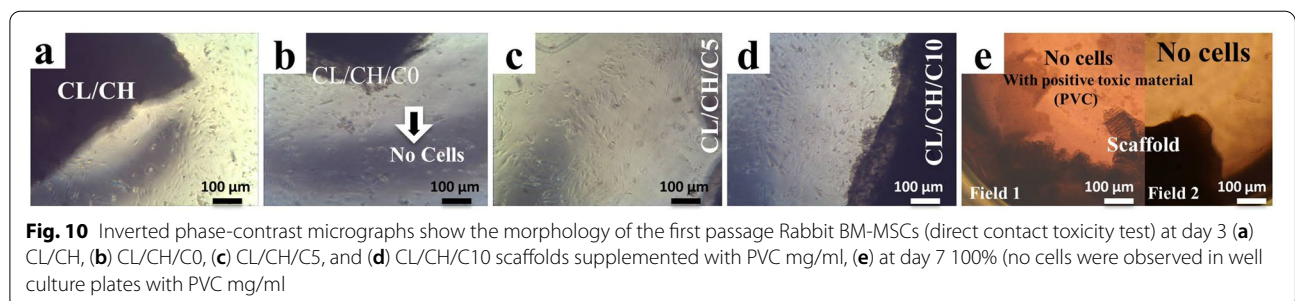 a
CL/CH
100 µm
b
CL/CH/C0
No Cells
100 µm
c
CL/CH/C5
100 µm
d
CL/CH/C10
100 µm
e
No cells
With positive toxic material
(PVC)
Scaffold
Field 1
No cells
Field 2
100 µm
Fig. 10 Inverted phase-contrast micrographs show the morphology of the first passage Rabbit BM-MSCs (direct contact toxicity test) at day 3 (a)
CL/CH, (b) CL/CH/C0, (c) CL/CH/C5, and (d) CL/CH/C10 scaffolds supplemented with PVC mg/ml, (e) at day 7 100% (no cells were observed in well
culture plates with PVC mg/ml